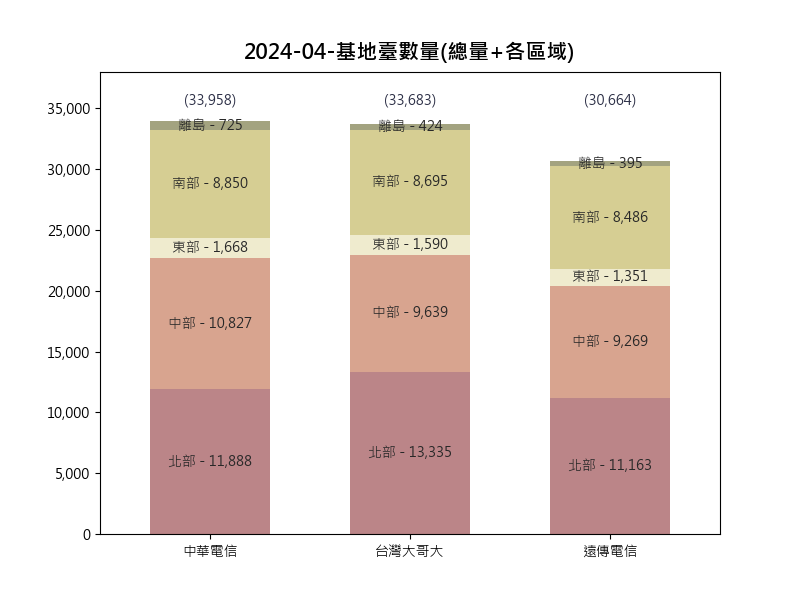 2024-04-基地臺數量(總量+各區域)
(33,958) (33,683) (30,664)
35,000
30,000
25,000
20,000
15,000
10,000
5,000
0
離島 - 725
南部 - 8,850
東部 - 1,668
中部 - 10,827
北部 - 11,888
離島 - 424
南部 - 8,695
東部 - 1,590
中部 - 9,639
北部 - 13,335
離島 - 395
南部 - 8,486
東部 - 1,351
中部 - 9,269
北部 - 11,163
中華電信 台灣大哥大 遠傳電信